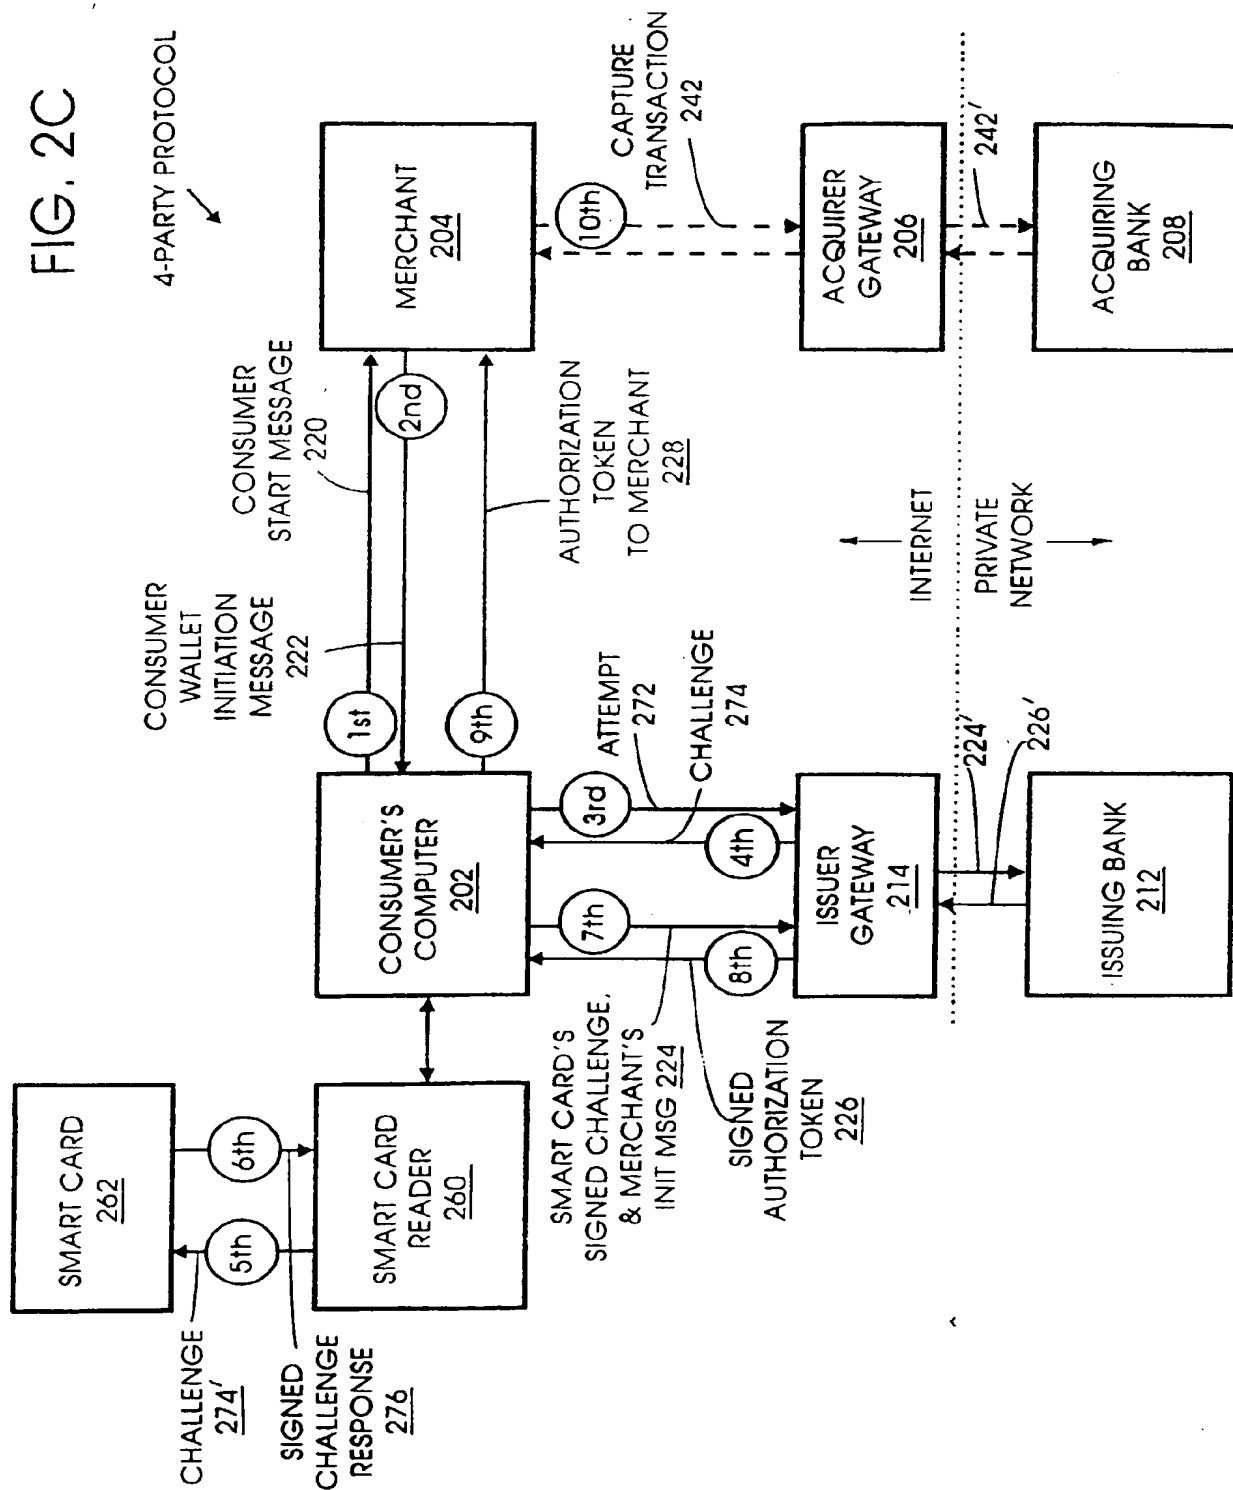 FIG. 2C
4-PARTY PROTOCOL
SMART CARD
262
CHALLENGE
274'
5th
6th
SIGNED
CHALLENGE
RESPONSE
276
SMART CARD
READER
260
CONSUMER'S
COMPUTER
202
CONSUMER
WALLET
INITIATION
MESSAGE
222
CONSUMER
START MESSAGE
220
1st
2nd
9th
MERCHANT
204
AUTHORIZATION
TOKEN
TO MERCHANT
228
10th
CAPTURE
TRANSACTION
242
SMART CARD'S
SIGNED CHALLENGE,
& MERCHANT'S
INIT MSG 224
7th
8th
SIGNED
AUTHORIZATION
TOKEN
226
3rd
4th
ATTEMPT
272
CHALLENGE
274
ISSUER
GATEWAY
214
ACQUIRER
GATEWAY
206
INTERNET
PRIVATE
NETWORK
224'
226'
242'
ISSUING BANK
212
ACQUIRING
BANK
208